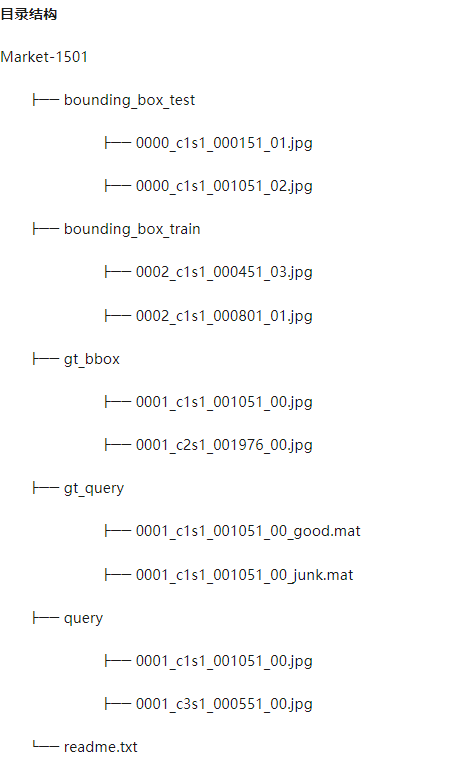 目录结构
Market-1501
├── bounding_box_test
├── 0000_c1s1_000151_01.jpg
├── 0000_c1s1_001051_02.jpg
├── bounding_box_train
├── 0002_c1s1_000451_03.jpg
├── 0002_c1s1_000801_01.jpg
├── gt_bbox
├── 0001_c1s1_001051_00.jpg
├── 0001_c2s1_001976_00.jpg
├── gt_query
├── 0001_c1s1_001051_00_good.mat
├── 0001_c1s1_001051_00_junk.mat
├── query
├── 0001_c1s1_001051_00.jpg
├── 0001_c3s1_000551_00.jpg
└── readme.txt